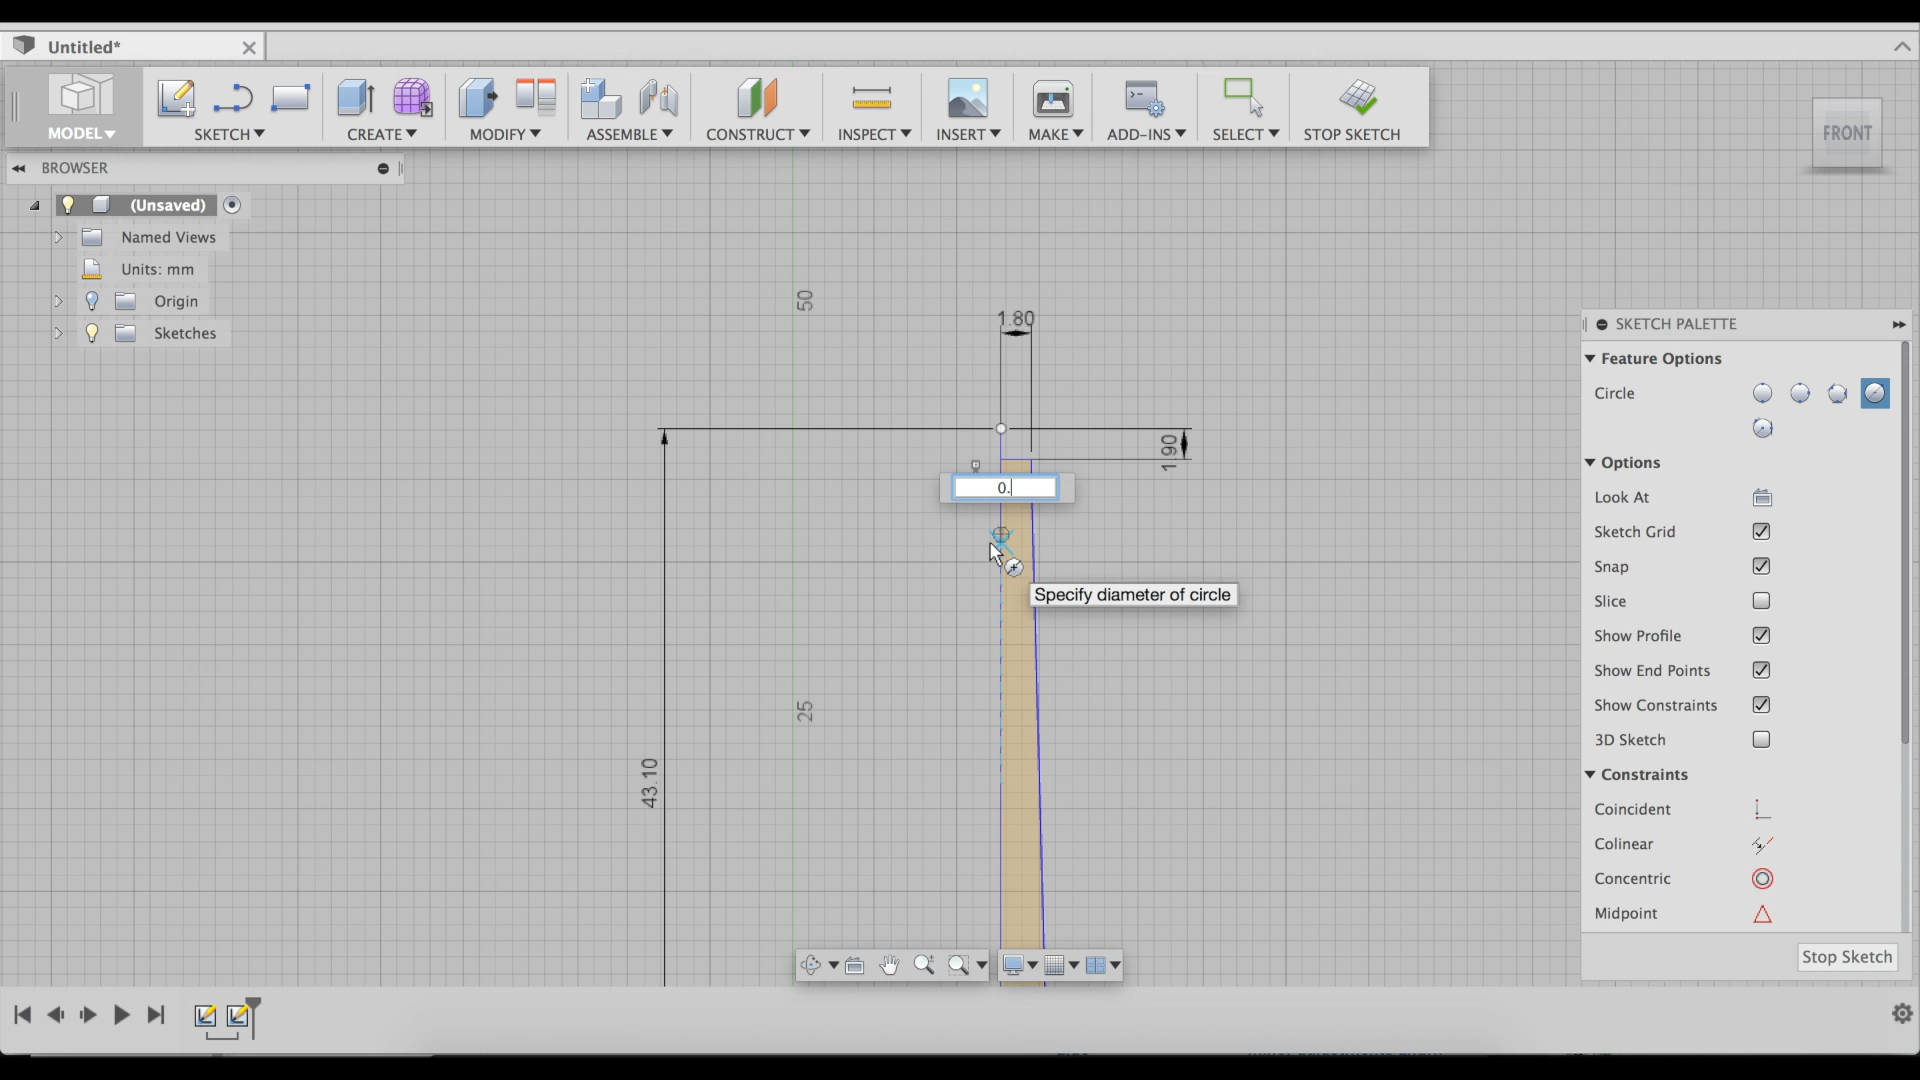 Untitled*
MODEL
SKETCH
CREATE
MODIFY
ASSEMBLE
CONSTRUCT
INSPECT
INSERT
MAKE
ADD-INS
SELECT
STOP SKETCH
FRONT
BROWSER
(Unsaved)
Named Views
Units: mm
Origin
Sketches
50
1.80
1.90
0.
Specify diameter of circle
25
43.10
SKETCH PALETTE
Feature Options
Circle
Options
Look At
Sketch Grid
Snap
Slice
Show Profile
Show End Points
Show Constraints
3D Sketch
Constraints
Coincident
Colinear
Concentric
Midpoint
Stop Sketch